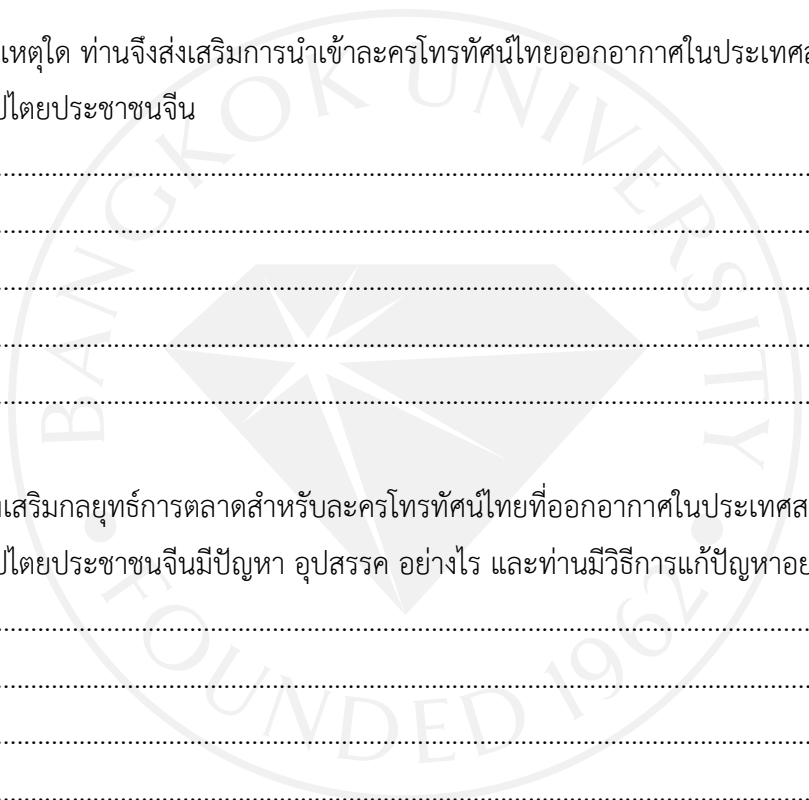 เหตุใด ท่านจึงส่งเสริมการนำเข้าละครโทรทัศน์ไทยออกอากาศในประเทศส
ปไตยประชาชนจีน
BANGKOK UNIVERSITY
เสริมกลยุทธ์การตลาดสำหรับละครโทรทัศน์ไทยที่ออกอากาศในประเทศส
ปไตยประชาชนจีนมีปัญหา อุปสรรค อย่างไร และท่านมีวิธีการแก้ปัญหาอย
FOUNDED 1962